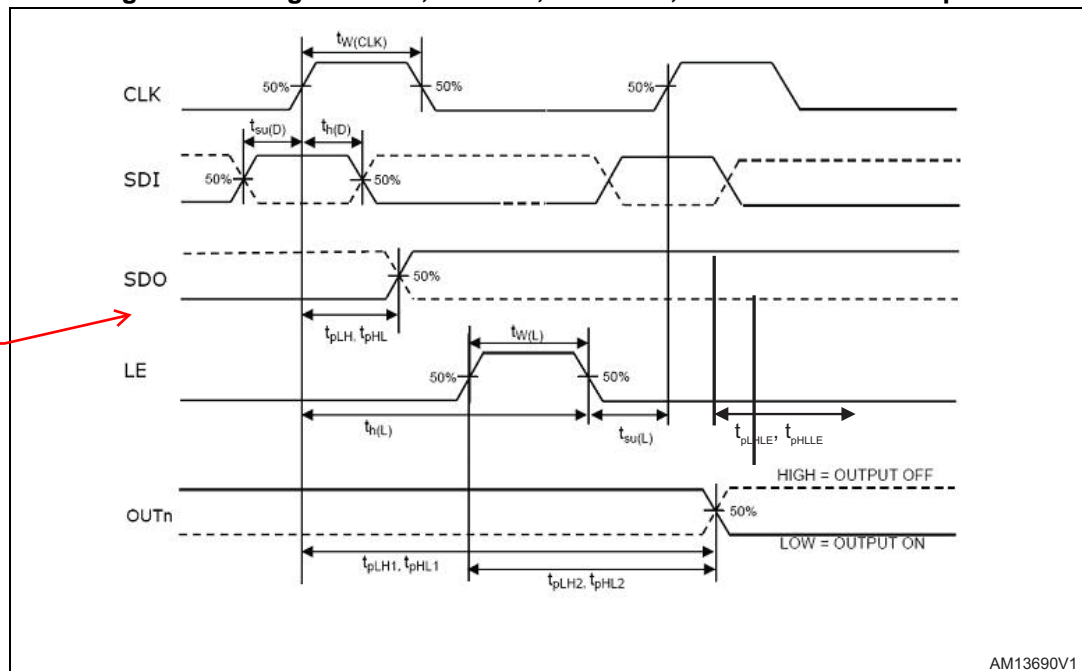 tW(CLK)
CLK
50%
50%
50%
tsu(D)
th(D)
SDI
50%
50%
SDO
50%
tpLH, tpHL
tW(L)
LE
50%
50%
th(L)
tsu(L)
tpLHLE, tpHLLE
HIGH = OUTPUT OFF
OUTn
50%
LOW = OUTPUT ON
tpLH1, tpHL1
tpLH2, tpHL2
AM13690V1